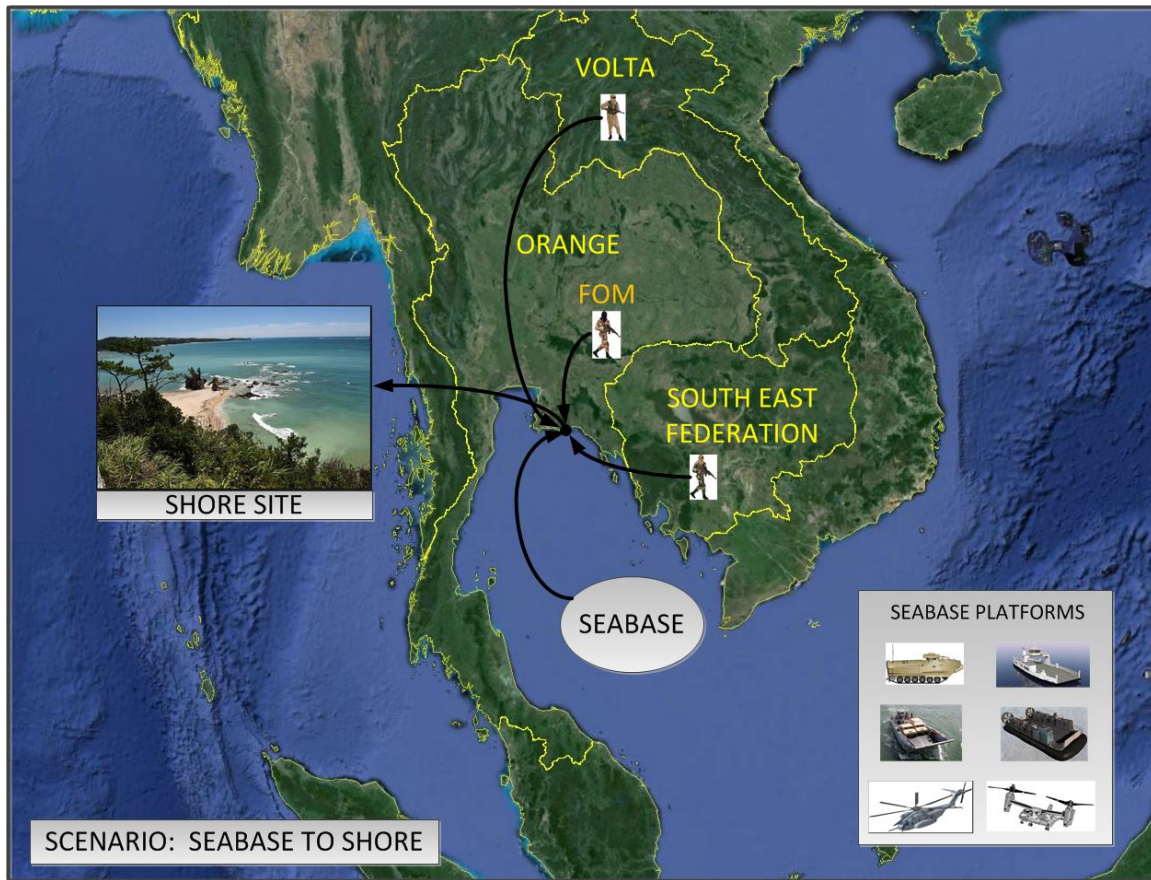 VOLTA
ORANGE
FOM
SOUTH EAST
FEDERATION
SHORE SITE
SEABASE
SEABASE PLATFORMS
SCENARIO: SEABASE TO SHORE